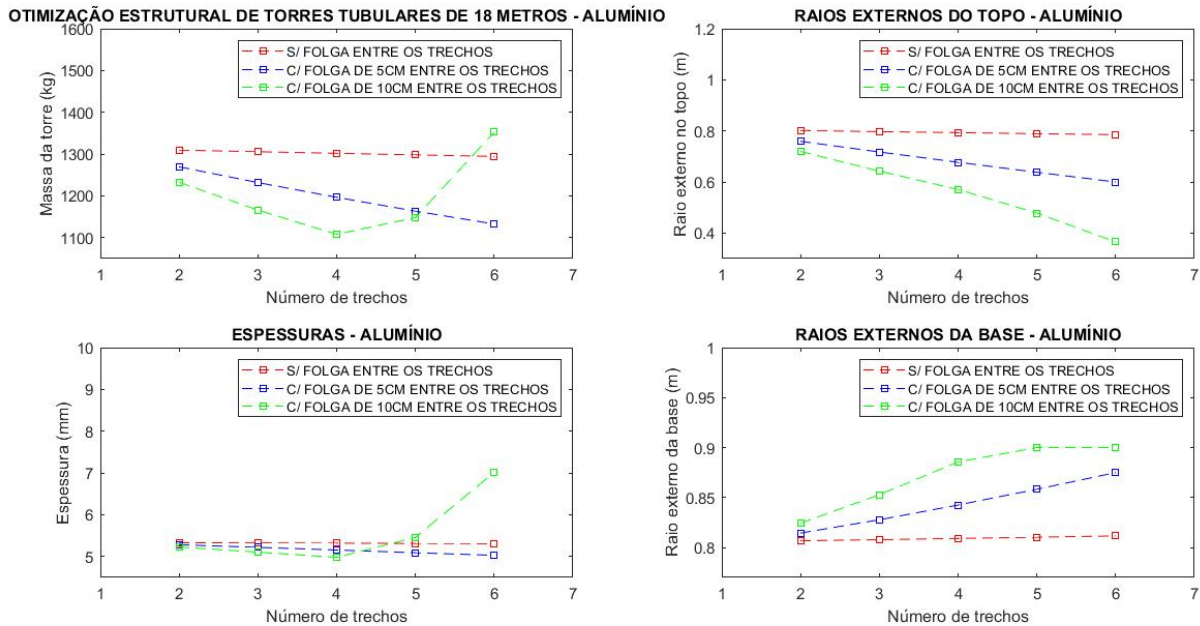 OTIMIZAÇÃO ESTRUTURAL DE TORRES TUBULARES DE 18 METROS - ALUMÍNIO
1600
1500
1400
1300
1200
1100
Massa da torre (kg)
S/ FOLGA ENTRE OS TRECHOS
C/ FOLGA DE 5CM ENTRE OS TRECHOS
C/ FOLGA DE 10CM ENTRE OS TRECHOS
1 2 3 4 5 6 7
Número de trechos
RAIOS EXTERNOS DO TOPO - ALUMÍNIO
1.2
1
0.8
0.6
0.4
Raio externo no topo (m)
S/ FOLGA ENTRE OS TRECHOS
C/ FOLGA DE 5CM ENTRE OS TRECHOS
C/ FOLGA DE 10CM ENTRE OS TRECHOS
1 2 3 4 5 6 7
Número de trechos
ESPESSURAS - ALUMÍNIO
10
9
8
7
6
5
Espessura (mm)
S/ FOLGA ENTRE OS TRECHOS
C/ FOLGA DE 5CM ENTRE OS TRECHOS
C/ FOLGA DE 10CM ENTRE OS TRECHOS
1 2 3 4 5 6 7
Número de trechos
RAIOS EXTERNOS DA BASE - ALUMÍNIO
1
0.95
0.9
0.85
0.8
Raio externo da base (m)
S/ FOLGA ENTRE OS TRECHOS
C/ FOLGA DE 5CM ENTRE OS TRECHOS
C/ FOLGA DE 10CM ENTRE OS TRECHOS
1 2 3 4 5 6 7
Número de trechos